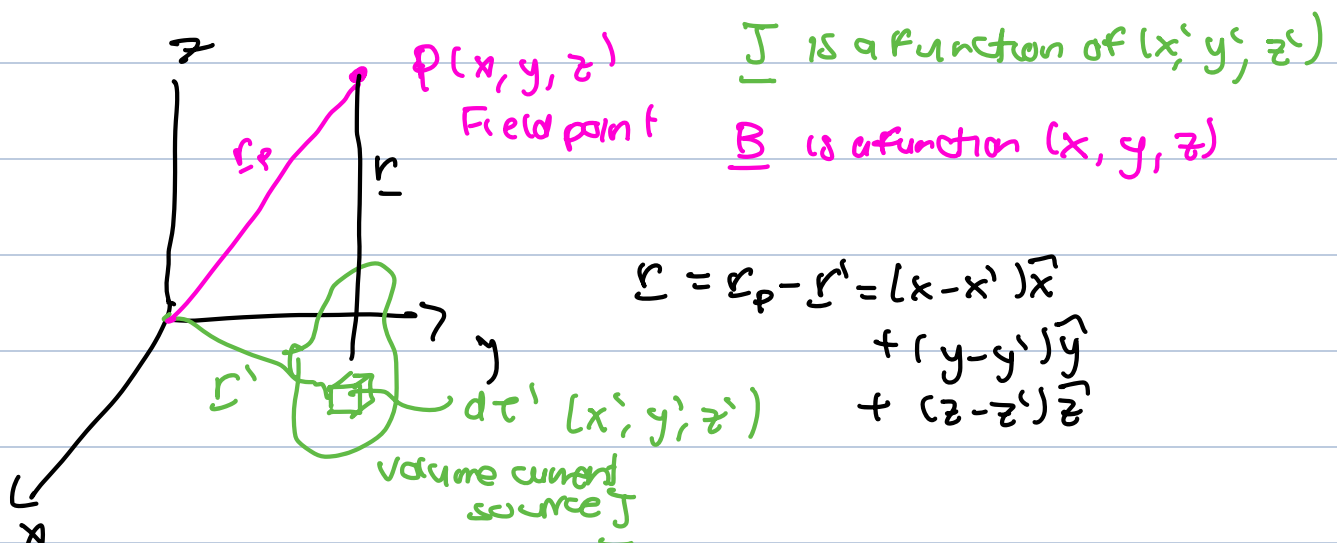 z
P(x, y, z)
Field point
r_p
r
J is a function of (x', y', z')
B is a function (x, y, z)
r = r_p - r' = (x-x')x̂
+ (y-y')ŷ
+ (z-z')ẑ
y
r'
dτ' (x', y', z')
volume current
source J
x